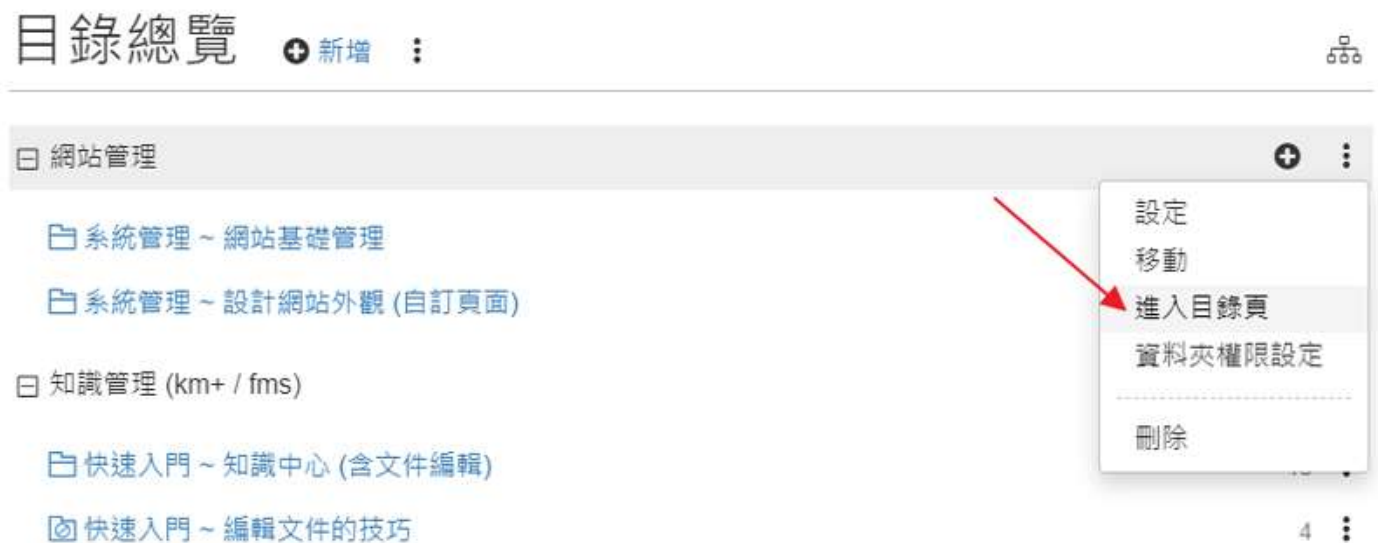 目錄總覽 新增
網站管理
設定
移動
進入目錄頁
資料夾權限設定
刪除
系統管理 ~ 網站基礎管理
系統管理 ~ 設計網站外觀 (自訂頁面)
知識管理 (km+ / fms)
快速入門 ~ 知識中心 (含文件編輯)
快速入門 ~ 編輯文件的技巧 4